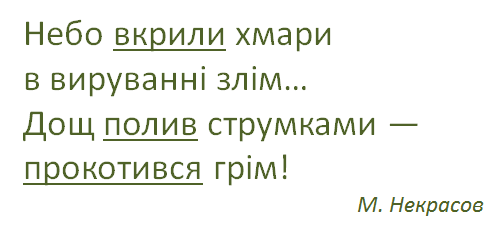 Небо вкрили хмари
в вируванні злім...
Дощ полив струмками —
прокотився грім!
М. Некрасов